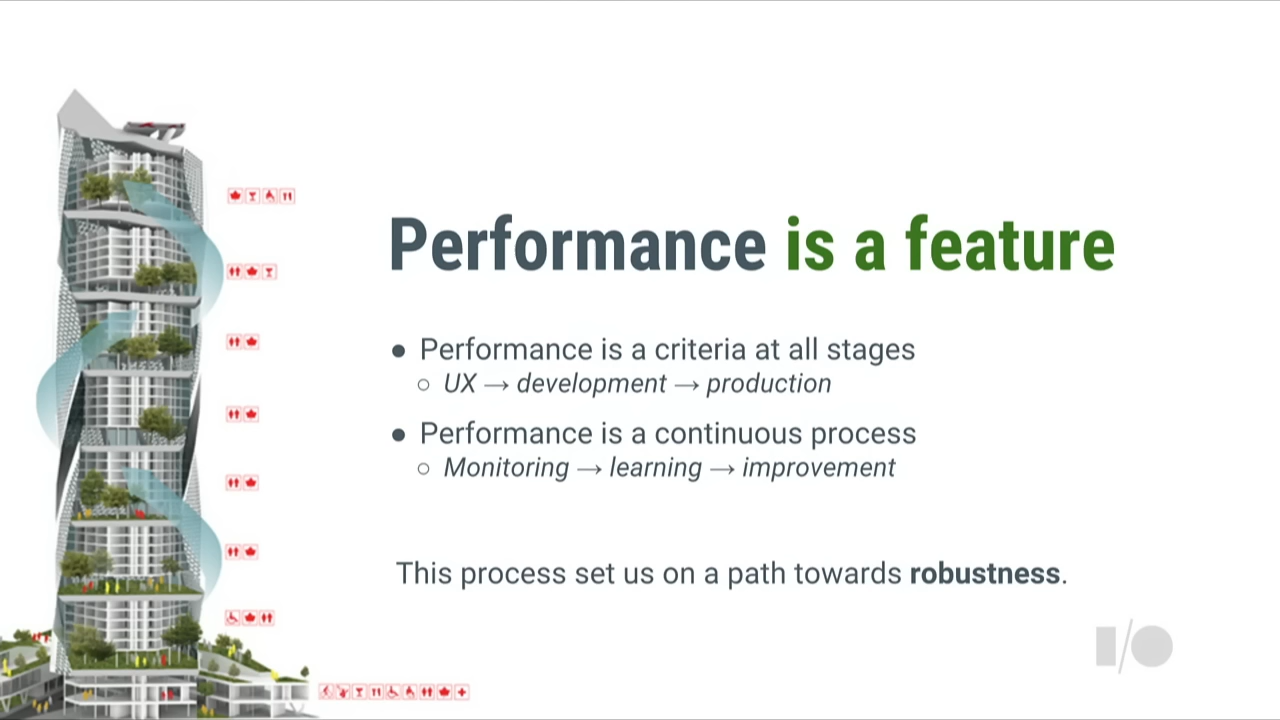 Performance is a feature
● Performance is a criteria at all stages
○ UX → development → production
● Performance is a continuous process
○ Monitoring → learning → improvement
This process set us on a path towards robustness.
I/O